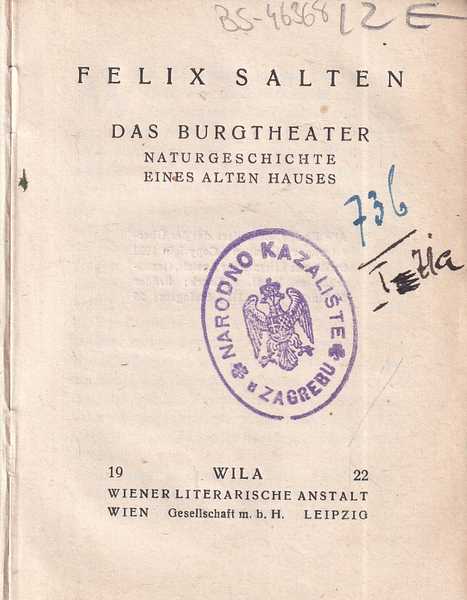 BS-46368
FELIX SALTEN
DAS BURGTHEATER
NATURGESCHICHTE
EINES ALTEN HAUSES
736
NARODNO KAZALIŠTE
u ZAGREBU
19 WILA 22
WIENER LITERARISCHE ANSTALT
WIEN Gesellschaft m. b. H. LEIPZIG